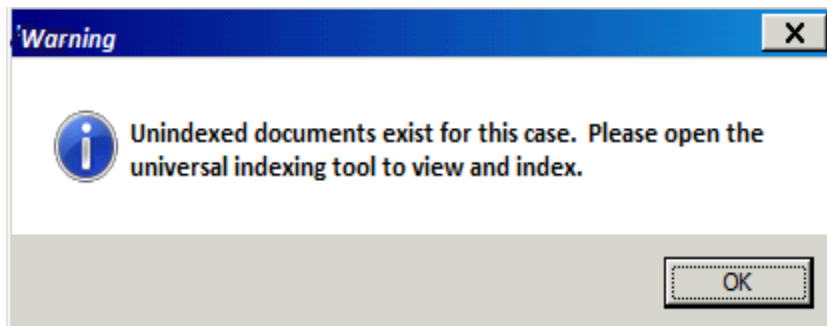 Warning
X
Unindexed documents exist for this case.  Please open the
universal indexing tool to view and index.
OK